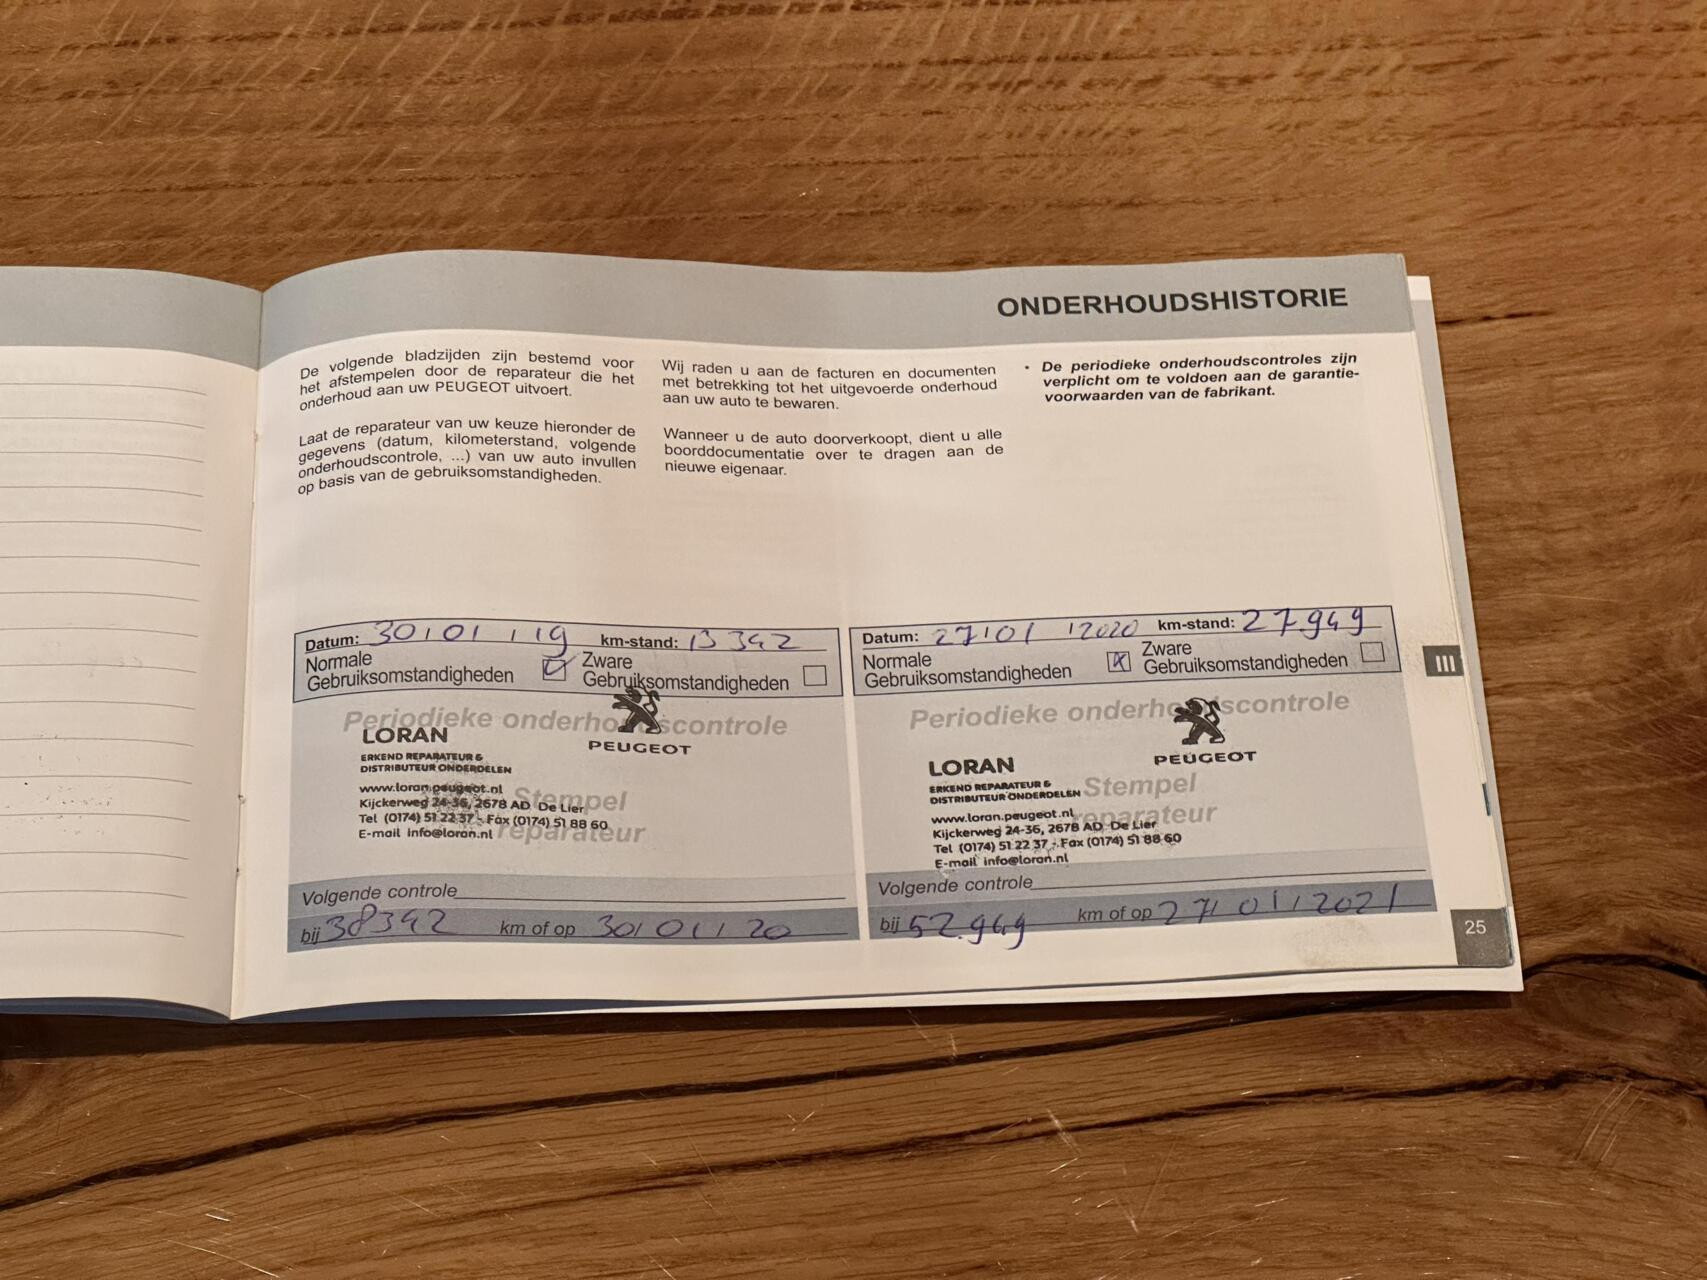 ONDERHOUDSHISTORIE
De volgende bladzijden zijn bestemd voor
het afstempelen door de reparateur die het
onderhoud aan uw PEUGEOT uitvoert.
Laat de reparateur van uw keuze hieronder de
gegevens (datum, kilometerstand, volgende
onderhoudscontrole, ...) van uw auto invullen
op basis van de gebruiksomstandigheden.
Wij raden u aan de facturen en documenten
met betrekking tot het uitgevoerde onderhoud
aan uw auto te bewaren.
Wanneer u de auto doorverkoopt, dient u alle
boorddocumentatie over te dragen aan de
nieuwe eigenaar.
• De periodieke onderhoudscontroles zijn
verplicht om te voldoen aan de garantie-
voorwaarden van de fabrikant.
Datum: 30/01/19 km-stand: 13392
Normale
Gebruiksomstandigheden
Zware
Gebruiksomstandigheden
Periodieke onderhoudscontrole
PEUGEOT
LORAN
ERKEND REPARATEUR &
DISTRIBUTEUR ONDERDELEN
www.loran.peugeot.nl
Stempel
Kijckerweg 24-36, 2678 AD De Lier
Tel (0174) 51 22 37 - Fax (0174) 51 88 60
reparateur
E-mail info@loran.nl
Volgende controle
bij 38392 km of op 30/01/20
Datum: 27/01/2020 km-stand: 27.949
Normale
Gebruiksomstandigheden
Zware
Gebruiksomstandigheden
Periodieke onderhoudscontrole
PEUGEOT
LORAN
ERKEND REPARATEUR &
DISTRIBUTEUR ONDERDELEN
Stempel
www.loran.peugeot.nl
reparateur
Kijckerweg 24-36, 2678 AD De Lier
Tel (0174) 51 22 37 - Fax (0174) 51 88 60
E-mail info@loran.nl
Volgende controle
bij 52.949 km of op 27/01/2021
III
25